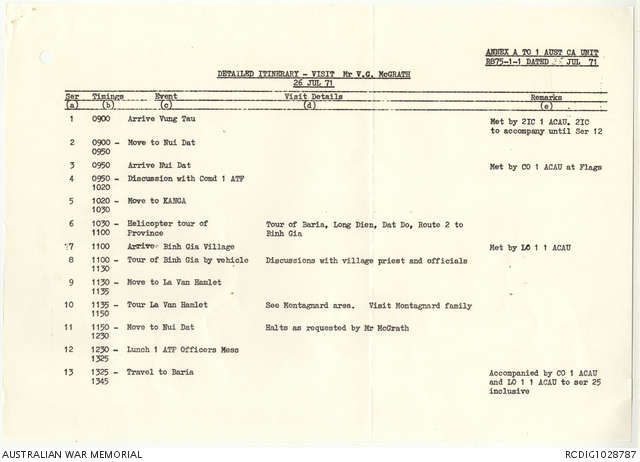 ANNEX A TO 1 AUST CA UNIT
R875-1-1 DATED JUL 71
DETAILED ITINERARY - VISIT Mr V.G. McGRATH
26 JUL 71
Ser Timings Event Visit Details Remarks
(a) (b) (c) (d) (e)
1 0900 Arrive Vung Tau Met by 2IC 1 ACAU. 2IC
to accompany until Ser 12
2 0900 - Move to Nui Dat
0950
3 0950 Arrive Nui Dat Met by CO 1 ACAU at Flags
4 0950 - Discussion with Comd 1 ATF
1020
5 1020 - Move to KANGA
1030
6 1030 - Helicopter tour of Tour of Baria, Long Dien, Dat Do, Route 2 to
1100 Province Binh Gia
7 1100 Arrive Binh Gia Village Met by LO 1 1 ACAU
8 1100 - Tour of Binh Gia by vehicle Discussions with village priest and officials
1130
9 1130 - Move to La Van Hamlet
1135
10 1135 - Tour La Van Hamlet See Montagnard area. Visit Montagnard family
1150
11 1150 - Move to Nui Dat Halts as requested by Mr McGrath
1230
12 1230 - Lunch 1 ATF Officers Mess
1325
13 1325 - Travel to Baria Accompanied by CO 1 ACAU
1345 and LO 1 1 ACAU to ser 25
inclusive
AUSTRALIAN WAR MEMORIAL RCDIG1028787